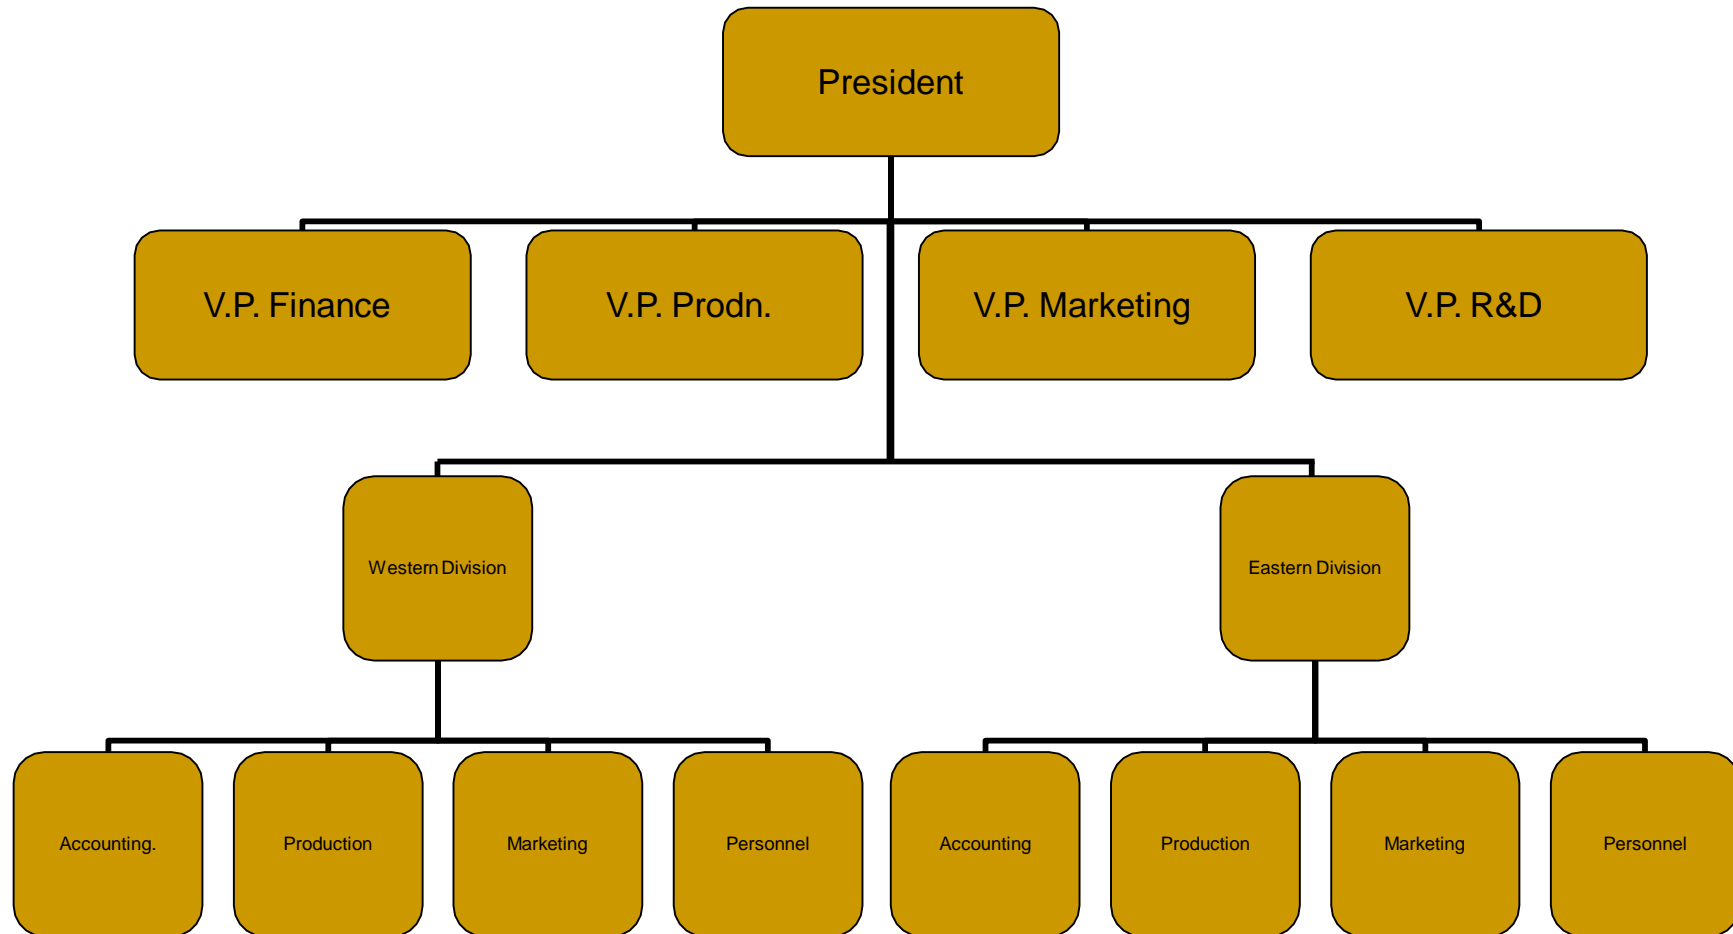 President
V.P. Finance
V.P. Prodn.
V.P. Marketing
V.P. R&D
Western Division
Eastern Division
Accounting.
Production
Marketing
Personnel
Accounting
Production
Marketing
Personnel